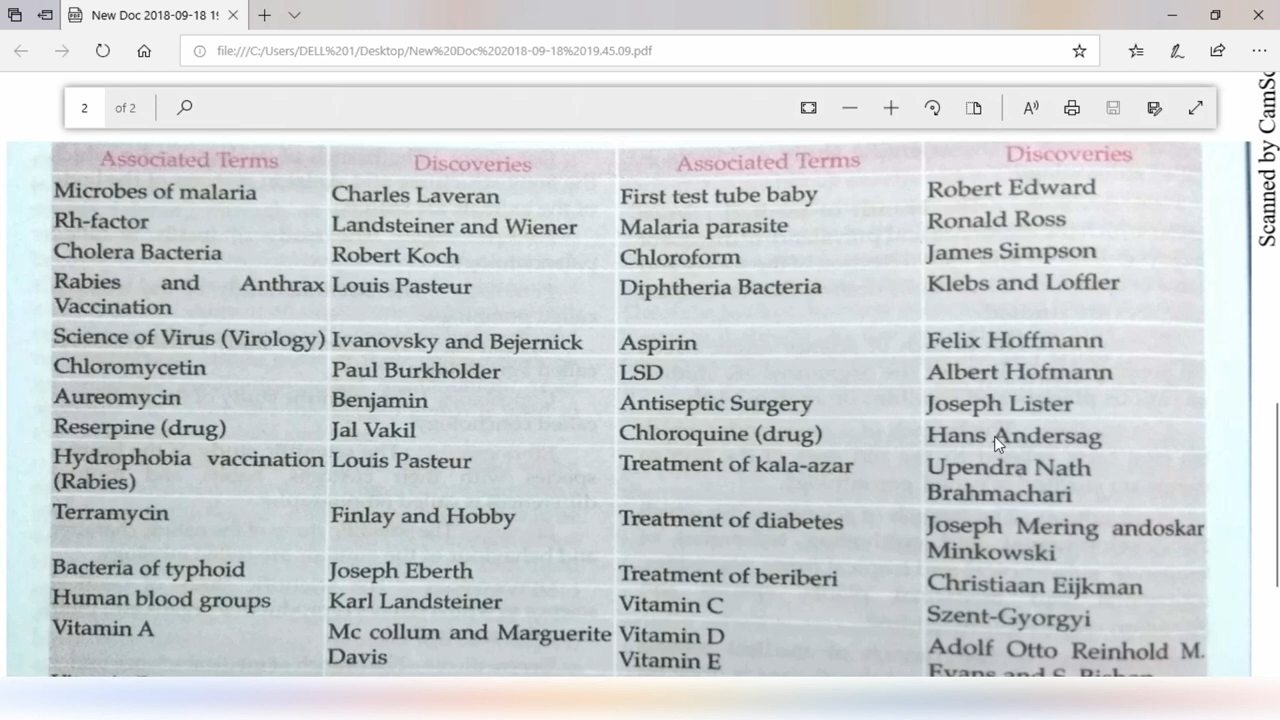 New Doc 2018-09-18 19
file:///C:/Users/DELL%201/Desktop/New%20Doc%202018-09-18%2019.45.09.pdf
2 of 2
Scanned by
Associated Terms Discoveries Associated Terms Discoveries
Microbes of malaria Charles Laveran First test tube baby Robert Edward
Rh-factor Landsteiner and Wiener Malaria parasite Ronald Ross
Cholera Bacteria Robert Koch Chloroform James Simpson
Rabies and Anthrax Louis Pasteur Diphtheria Bacteria Klebs and Loffler
Vaccination
Science of Virus (Virology) Ivanovsky and Bejernick Aspirin Felix Hoffmann
Chloromycetin Paul Burkholder LSD Albert Hofmann
Aureomycin Benjamin Antiseptic Surgery Joseph Lister
Reserpine (drug) Jal Vakil Chloroquine (drug) Hans Andersag
Hydrophobia vaccination Louis Pasteur Treatment of kala-azar Upendra Nath
(Rabies) Brahmachari
Terramycin Finlay and Hobby Treatment of diabetes Joseph Mering andoskar
Minkowski
Bacteria of typhoid Joseph Eberth Treatment of beriberi Christiaan Eijkman
Human blood groups Karl Landsteiner Vitamin C Szent-Gyorgyi
Vitamin A Mc collum and Marguerite Vitamin D Adolf Otto Reinhold M.
Davis Vitamin E Evans and S. Bishop